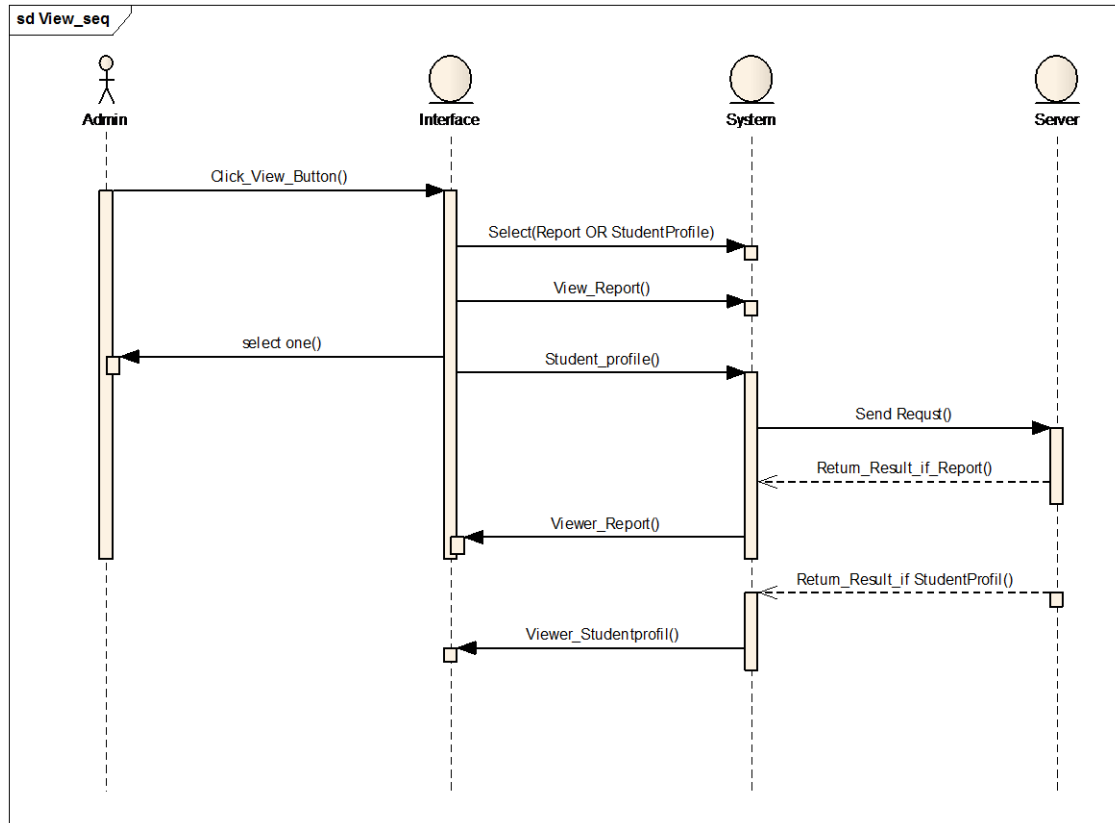 sd View_seq
Admin
Interface
System
Server
Click_View_Button()
Select(Report OR StudentProfile)
View_Report()
select one()
Student_profile()
Send Requst()
Return_Result_if_Report()
Viewer_Report()
Return_Result_if StudentProfil()
Viewer_Studentprofil()